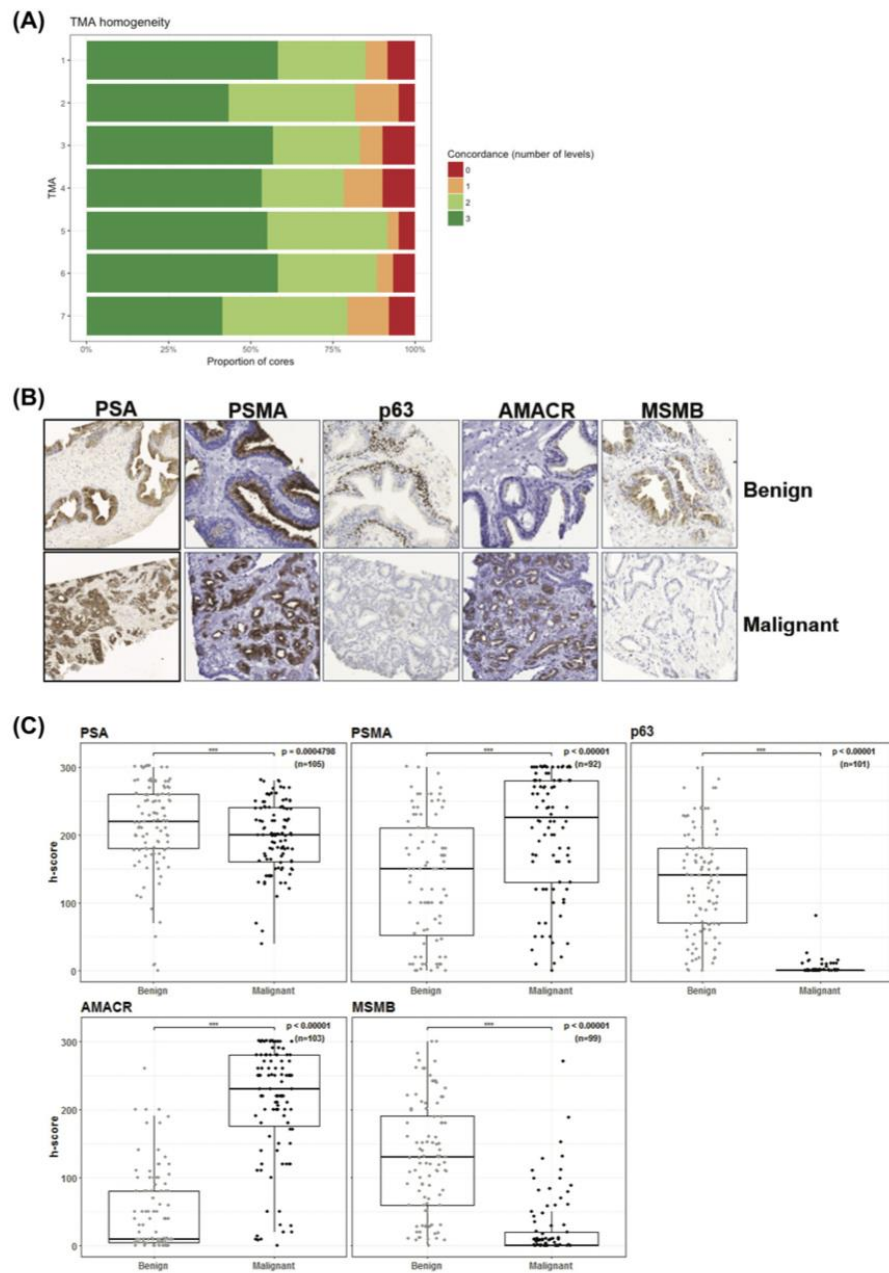 (A)
TMA homogeneity
1
2
3
4
5
6
7
TMA
0%
25%
50%
75%
100%
Proportion of cores
Concordance (number of levels)
0
1
2
3
(B)
PSA
PSMA
p63
AMACR
MSMB
Benign
Malignant
(C)
PSA
PSMA
p63
*** p = 0.0004798
(n=105)
*** p < 0.00001
(n=92)
*** p < 0.00001
(n=101)
300
200
100
0
h-score
Benign
Malignant
Benign
Malignant
Benign
Malignant
AMACR
MSMB
*** p < 0.00001
(n=103)
*** p < 0.00001
(n=99)
300
200
100
0
h-score
Benign
Malignant
Benign
Malignant